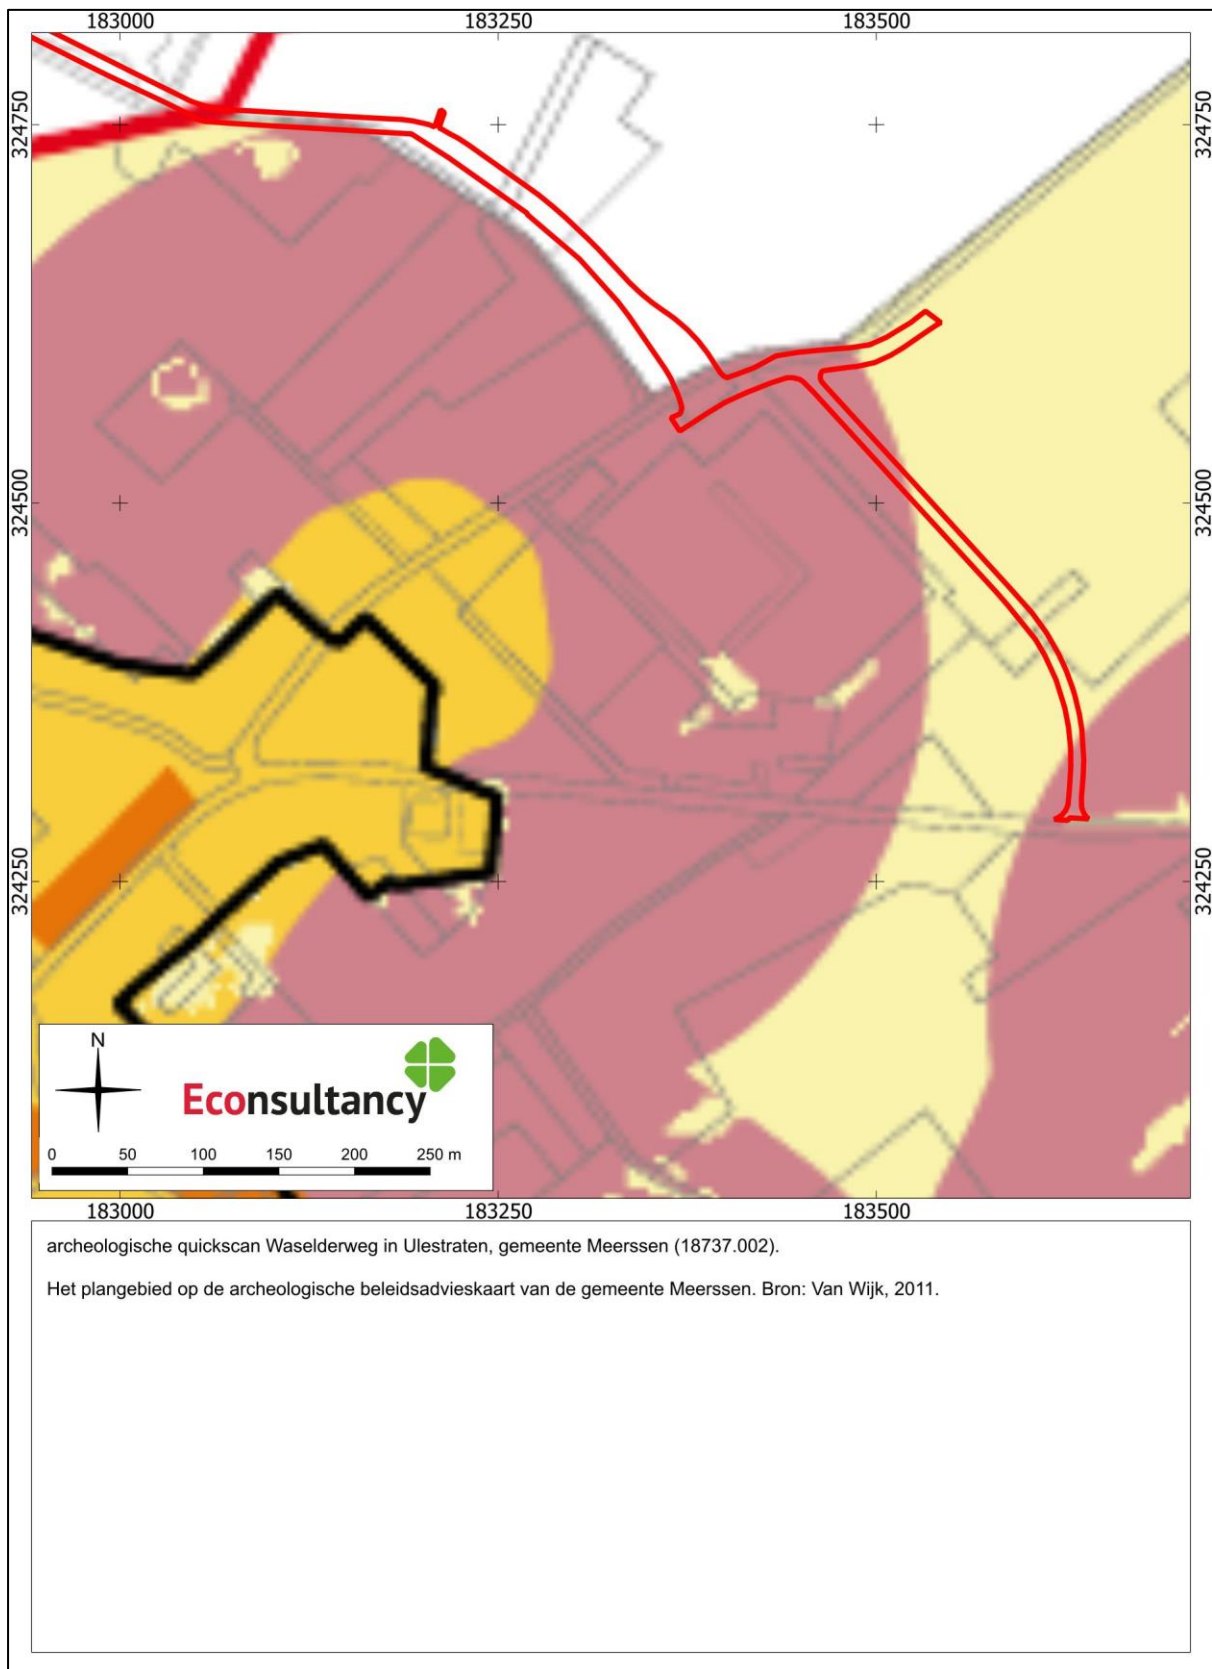 183000 183250 183500
324750 324750
324500 324500
324250 324250
N
Econsultancy
0 50 100 150 200 250 m
183000 183250 183500
archeologische quickscan Waselderweg in Ulestraten, gemeente Meerssen (18737.002).
Het plangebied op de archeologische beleidsadvieskaart van de gemeente Meerssen. Bron: Van Wijk, 2011.